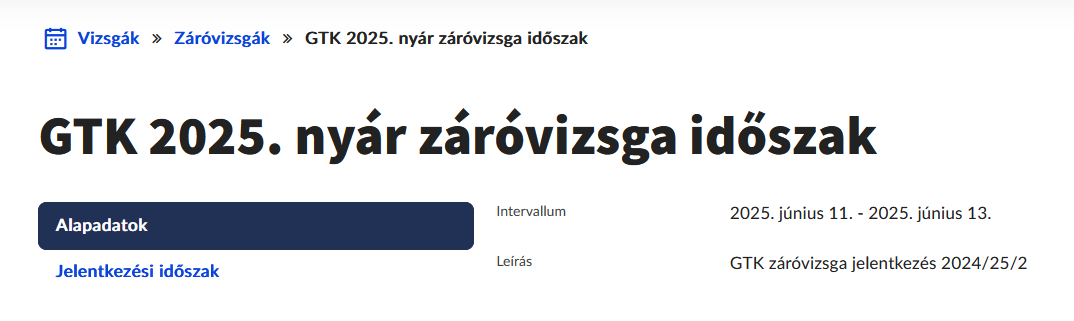 Vizsgák » Záróvizsgák » GTK 2025. nyár záróvizsga időszak
GTK 2025. nyár záróvizsga időszak
Alapadatok
Jelentkezési időszak
Intervallum 2025. június 11. - 2025. június 13.
Leírás GTK záróvizsga jelentkezés 2024/25/2